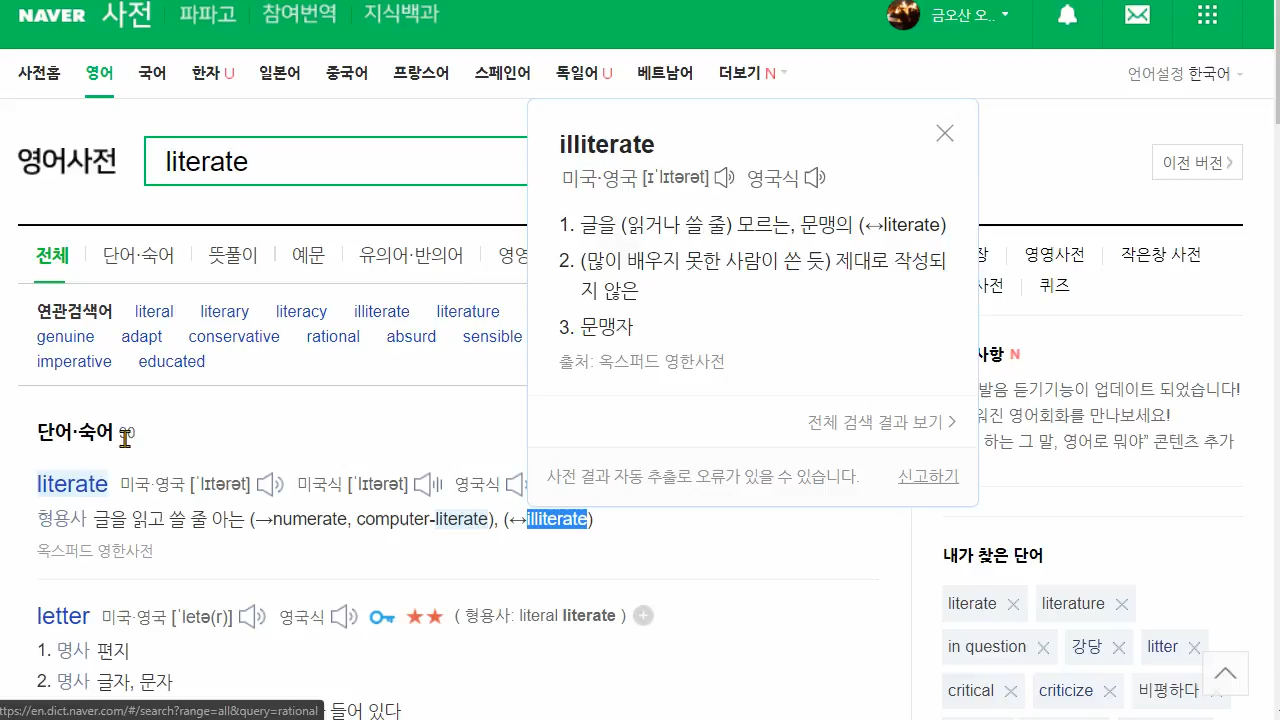 NAVER 사전 파파고 참여번역 지식백과 금오산 오..
사전홈 영어 국어 한자 U 일본어 중국어 프랑스어 스페인어 독일어 U 베트남어 더보기 N 언어설정 한국어
영어사전 literate 이전 버전
전체 단어·숙어 뜻풀이 예문 유의어·반의어 영영
연관검색어 literal literary literacy illiterate literature
genuine adapt conservative rational absurd sensible
imperative educated
illiterate
미국·영국 [ɪˈlɪtərət] 영국식
1. 글을 (읽거나 쓸 줄) 모르는, 문맹의 (↔literate)
2. (많이 배우지 못한 사람이 쓴 듯) 제대로 작성되
지 않은
3. 문맹자
출처: 옥스퍼드 영한사전
전체 검색 결과 보기
사전 결과 자동 추출로 오류가 있을 수 있습니다. 신고하기
단어·숙어
literate 미국·영국 [ˈlɪtərət] 미국식 [ˈlɪtərət] 영국식
형용사 글을 읽고 쓸 줄 아는 (→numerate, computer-literate), (↔illiterate)
옥스퍼드 영한사전
letter 미국·영국 [ˈletə(r)] 영국식 ( 형용사: literal literate )
1. 명사 편지
2. 명사 글자, 문자
들어 있다
https://en.dict.naver.com/#/search?range=all&query=rational
장 영영사전 작은창 사전
사전 퀴즈
사항 N
발음 듣기기능이 업데이트 되었습니다!
워진 영어회화를 만나보세요!
하는 그 말, 영어로 뭐야" 콘텐츠 추가
내가 찾은 단어
literate literature
in question 강당 litter
critical criticize 비평하다